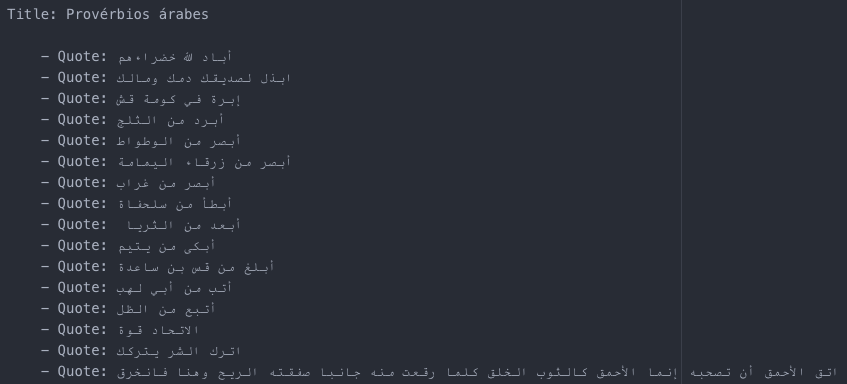 Title: Provérbios árabes
- Quote: أباد الله خضراءهم
- Quote: ابذل لصديقك دمك ومالك
- Quote: إبرة في كومة قش
- Quote: أبرد من الثلج
- Quote: أبصر من الوطواط
- Quote: أبصر من زرقاء اليمامة
- Quote: أبصر من غراب
- Quote: أبطأ من سلحفاة
- Quote: أبعد من الثريا
- Quote: أبكى من يتيم
- Quote: أبلغ من قس بن ساعدة
- Quote: أتب من أبي لهب
- Quote: أتبع من الظل
- Quote: الاتحاد قوة
- Quote: اترك الشر يتركك
- Quote: اتق الأحمق أن تصحبه إنما الأحمق كالثوب الخلق كلما رقعت منه جانبا صفقته الريح وهنا فانخرق